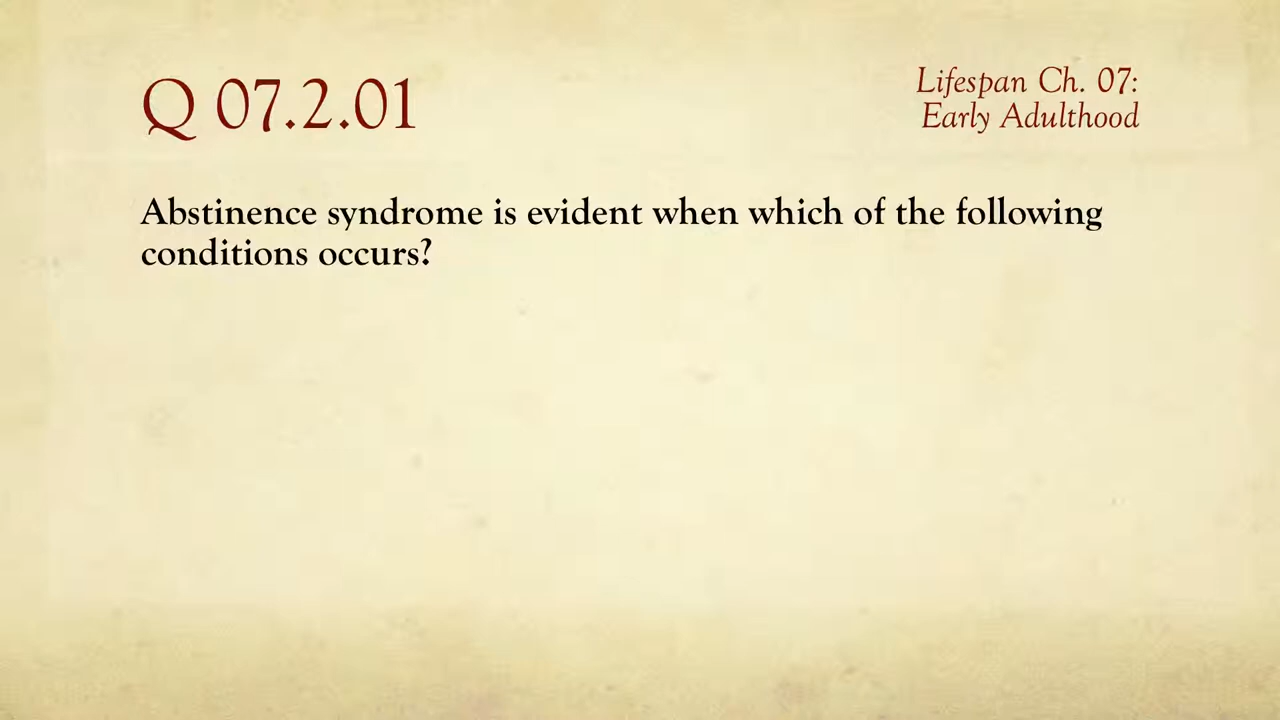 Q 07.2.01
Lifespan Ch. 07:
Early Adulthood
Abstinence syndrome is evident when which of the following
conditions occurs?